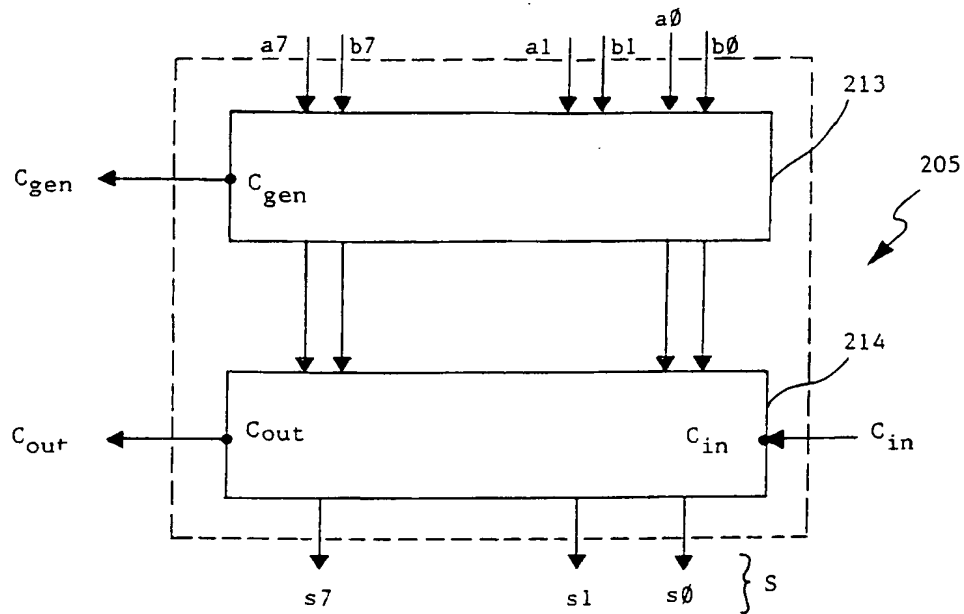 a7 b7 a1 b1 aØ bØ
213
C_gen C_gen
205
214
C_out C_out C_in C_in
s7 s1 sØ } S